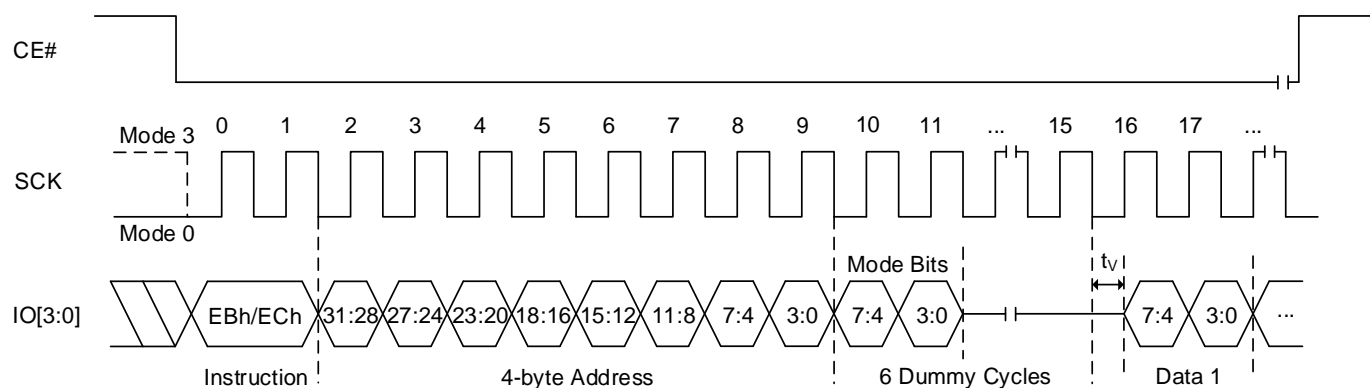 CE#
0 1 2 3 4 5 6 7 8 9 10 11 ... 15 16 17 ...
Mode 3
SCK
Mode 0
Mode Bits tV
IO[3:0] EBh/ECh 31:28 27:24 23:20 18:16 15:12 11:8 7:4 3:0 7:4 3:0 7:4 3:0 ...
Instruction 4-byte Address 6 Dummy Cycles Data 1